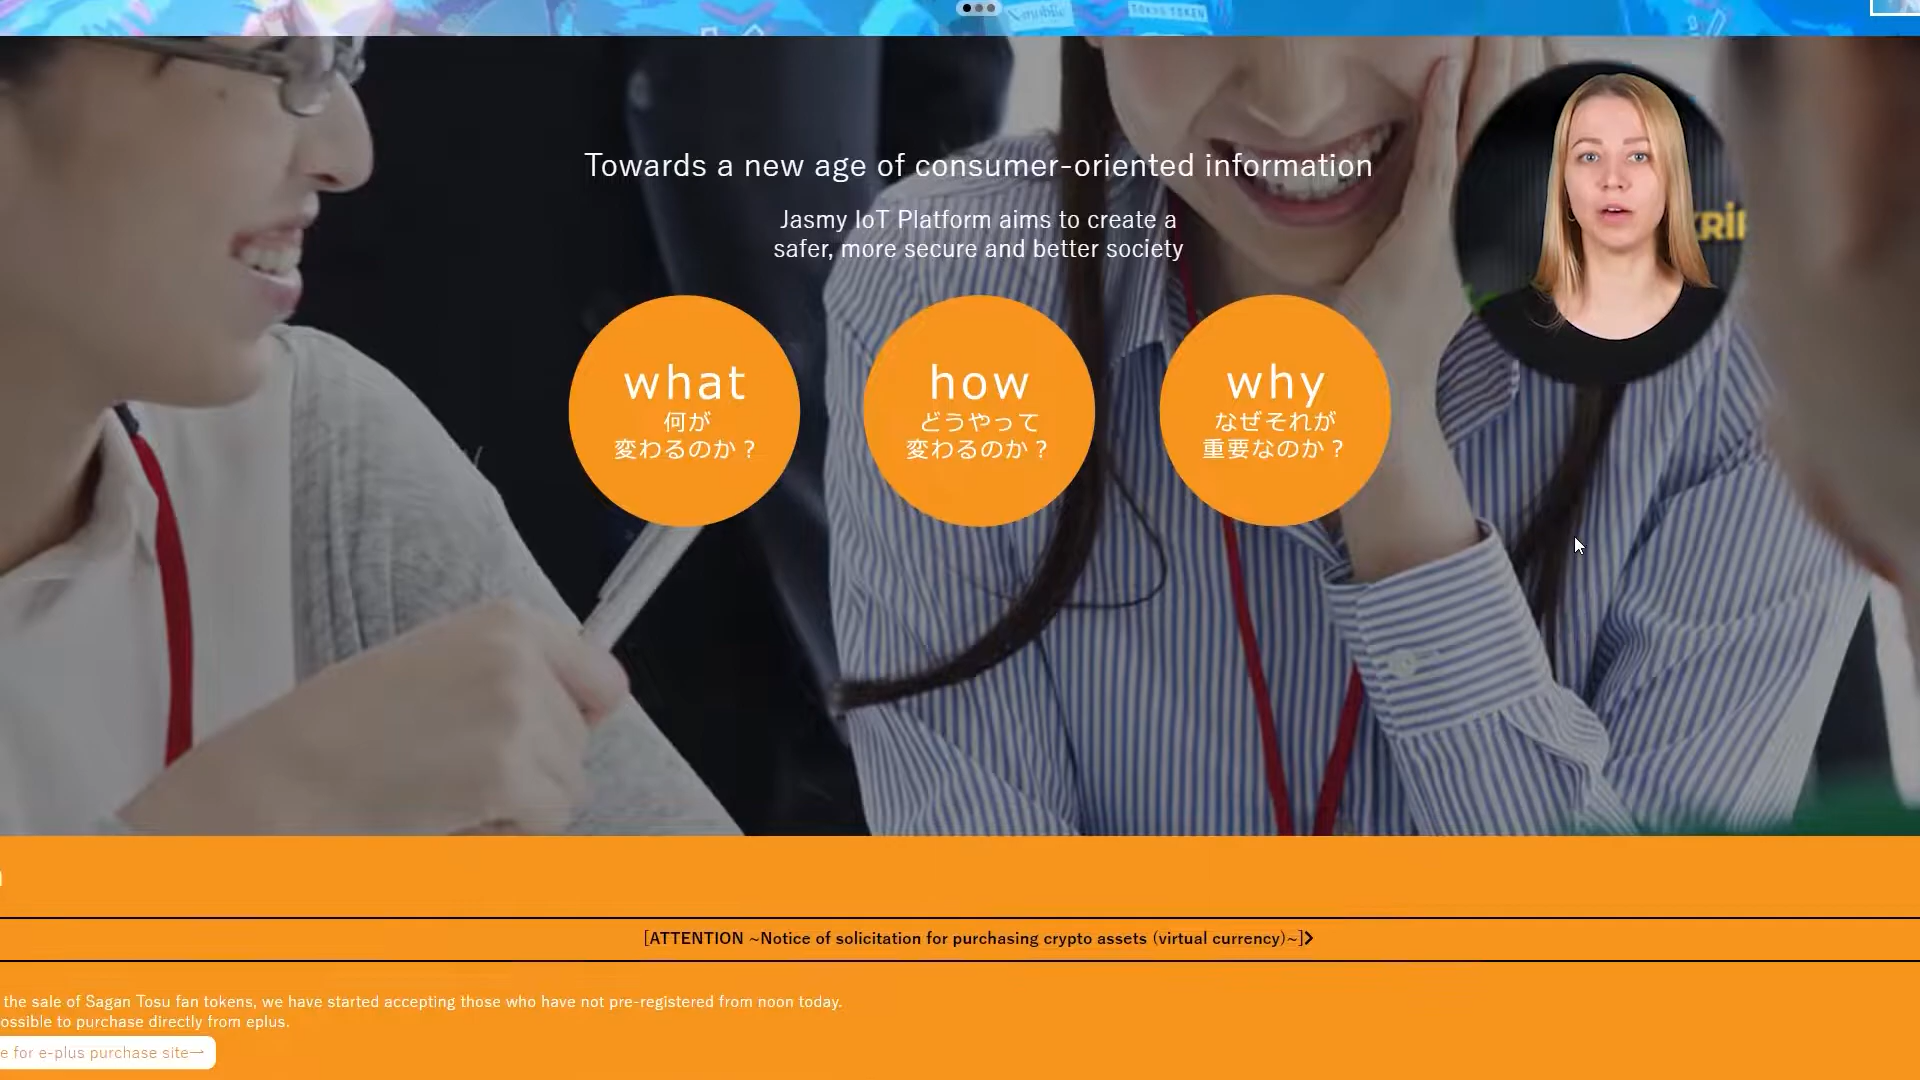 TOKYO TOKEN
Towards a new age of consumer-oriented information
Jasmy IoT Platform aims to create a
safer, more secure and better society
what
何が
変わるのか？
how
どうやって
変わるのか？
why
なぜそれが
重要なのか？
[ATTENTION ~Notice of solicitation for purchasing crypto assets (virtual currency)~]
the sale of Sagan Tosu fan tokens, we have started accepting those who have not pre-registered from noon today.
ossible to purchase directly from eplus.
e for e-plus purchase site→